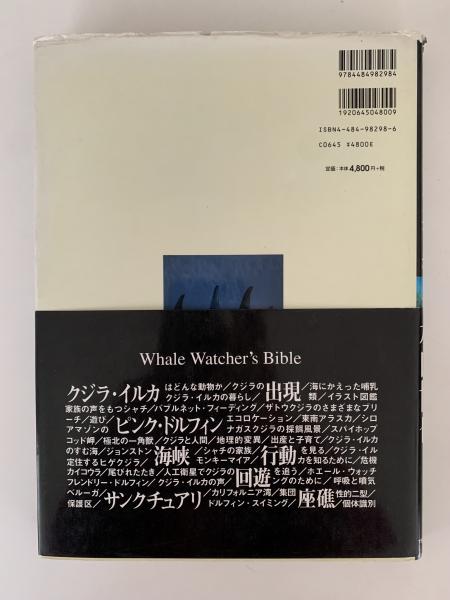 9784484982984
1920645048009
ISBN4-484-98298-6
C0645 ¥4800E
定価:本体4,800円+税
Whale Watcher's Bible
クジラ・イルカ はどんな動物か/クジラの 出現 /海にかえった哺乳
クジラ・イルカの暮らし/ 類/イラスト図鑑
家族の声をもつシャチ/バブルネット・フィーディング/ザトウクジラのさまざまなブリ
ーチ/遊び/ ピンク・ドルフィン エコロケーション/東南アラスカ/シロ
アマゾンの ナガスクジラの採餌風景/スパイホップ
コッド岬/極北の一角獣/クジラと人間/地理的変異/出産と子育て/クジラ・イルカ
のすむ海/ジョンストン 海峡 /シャチの家族/ 行動 を見る/クジラ・イル
定住するヒゲクジラ/ モンキーマイア/ 力を知るために/危機
カイコウラ/尾びれたたき/人工衛星でクジラの 回遊 を追う/ホエール・ウォッチ
フレンドリー・ドルフィン/イルカの声/ ングのために/呼吸と噴気
ベルーガ/ サンクチュアリ /カリフォルニア湾/集団 座礁 /性的二型/
保護区/ ドルフィン・スイミング/ 個体識別